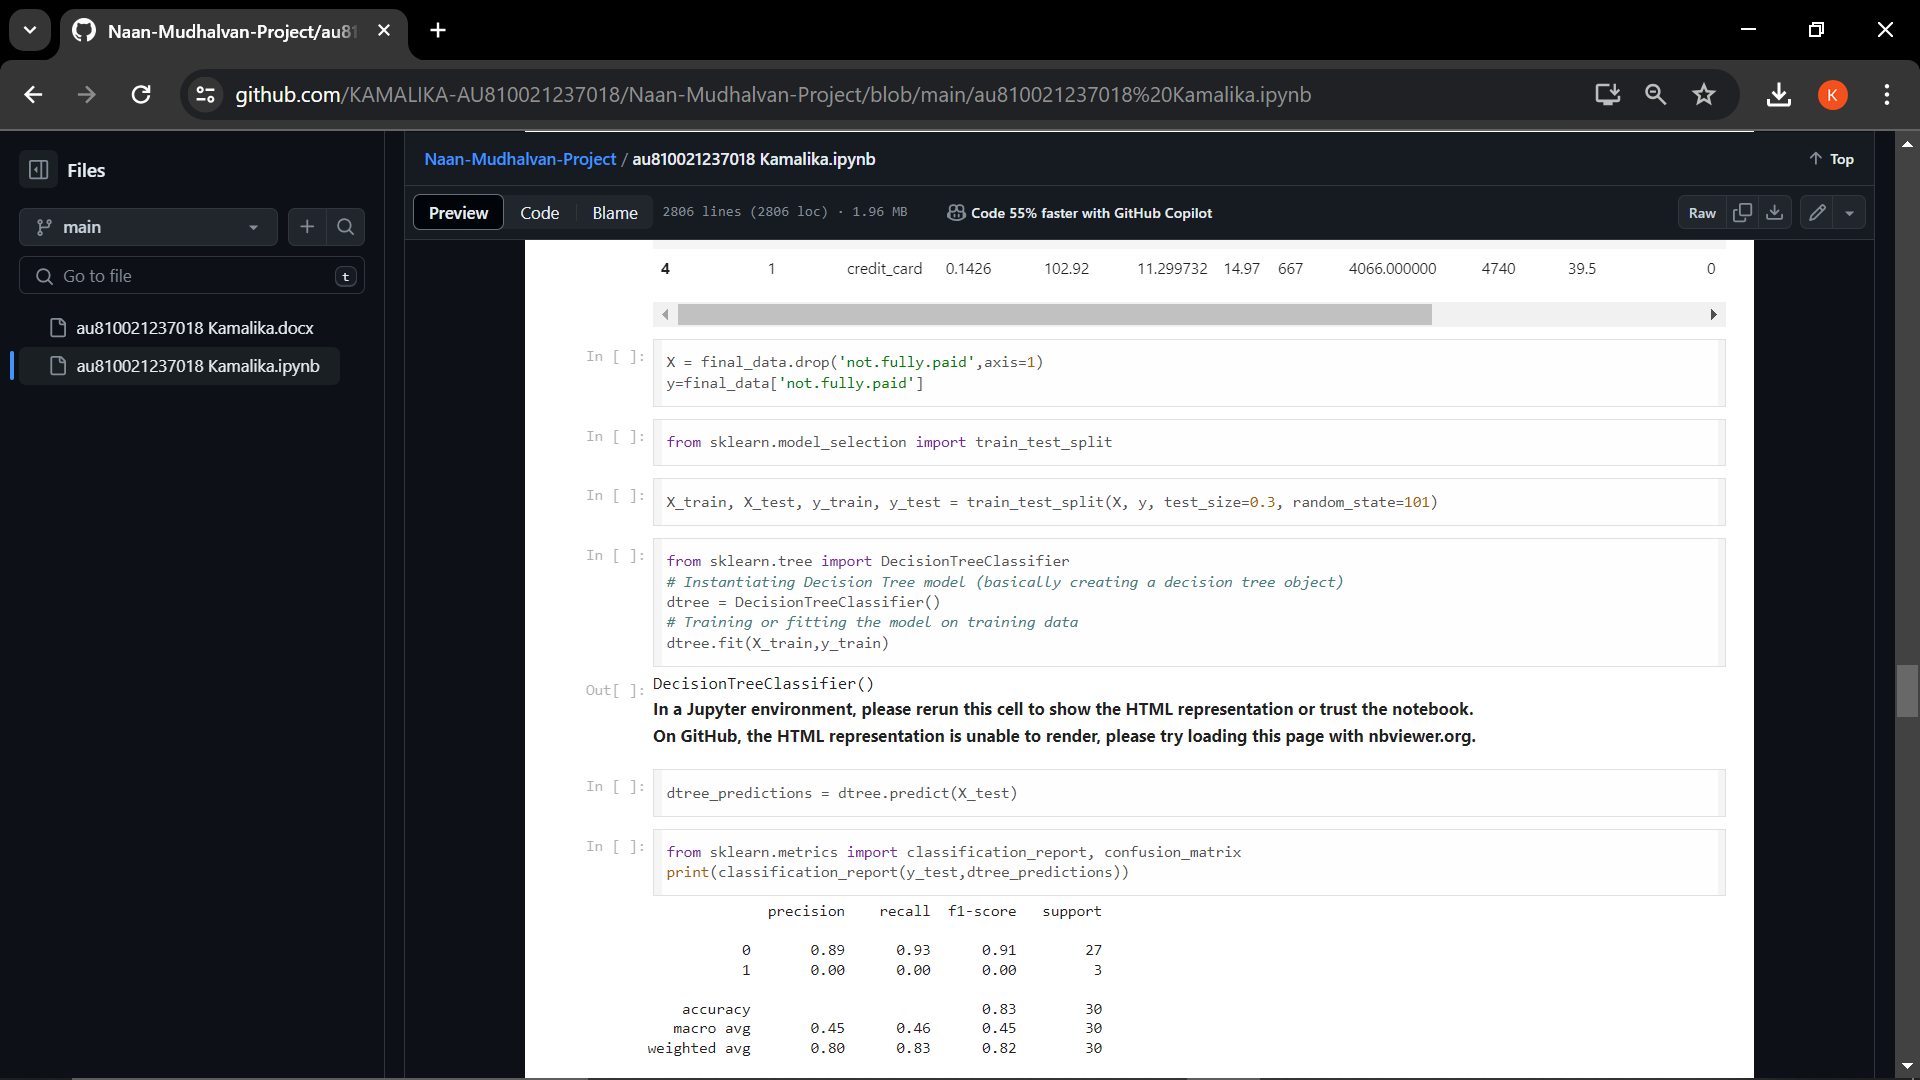 Naan-Mudhalvan-Project/au81
github.com/KAMALIKA-AU810021237018/Naan-Mudhalvan-Project/blob/main/au810021237018%20Kamalika.ipynb
K
Files
main
Go to file
t
au810021237018 Kamalika.docx
au810021237018 Kamalika.ipynb
Naan-Mudhalvan-Project / au810021237018 Kamalika.ipynb
Top
Preview Code Blame 2806 lines (2806 loc) · 1.96 MB Code 55% faster with GitHub Copilot Raw
4 1 credit_card 0.1426 102.92 11.299732 14.97 667 4066.000000 4740 39.5 0
In [ ]:
X = final_data.drop('not.fully.paid',axis=1)
y=final_data['not.fully.paid']
In [ ]:
from sklearn.model_selection import train_test_split
In [ ]:
X_train, X_test, y_train, y_test = train_test_split(X, y, test_size=0.3, random_state=101)
In [ ]:
from sklearn.tree import DecisionTreeClassifier
# Instantiating Decision Tree model (basically creating a decision tree object)
dtree = DecisionTreeClassifier()
# Training or fitting the model on training data
dtree.fit(X_train,y_train)
Out[ ]:
DecisionTreeClassifier()
In a Jupyter environment, please rerun this cell to show the HTML representation or trust the notebook.
On GitHub, the HTML representation is unable to render, please try loading this page with nbviewer.org.
In [ ]:
dtree_predictions = dtree.predict(X_test)
In [ ]:
from sklearn.metrics import classification_report, confusion_matrix
print(classification_report(y_test,dtree_predictions))
precision recall f1-score support
0 0.89 0.93 0.91 27
1 0.00 0.00 0.00 3
accuracy 0.83 30
macro avg 0.45 0.46 0.45 30
weighted avg 0.80 0.83 0.82 30